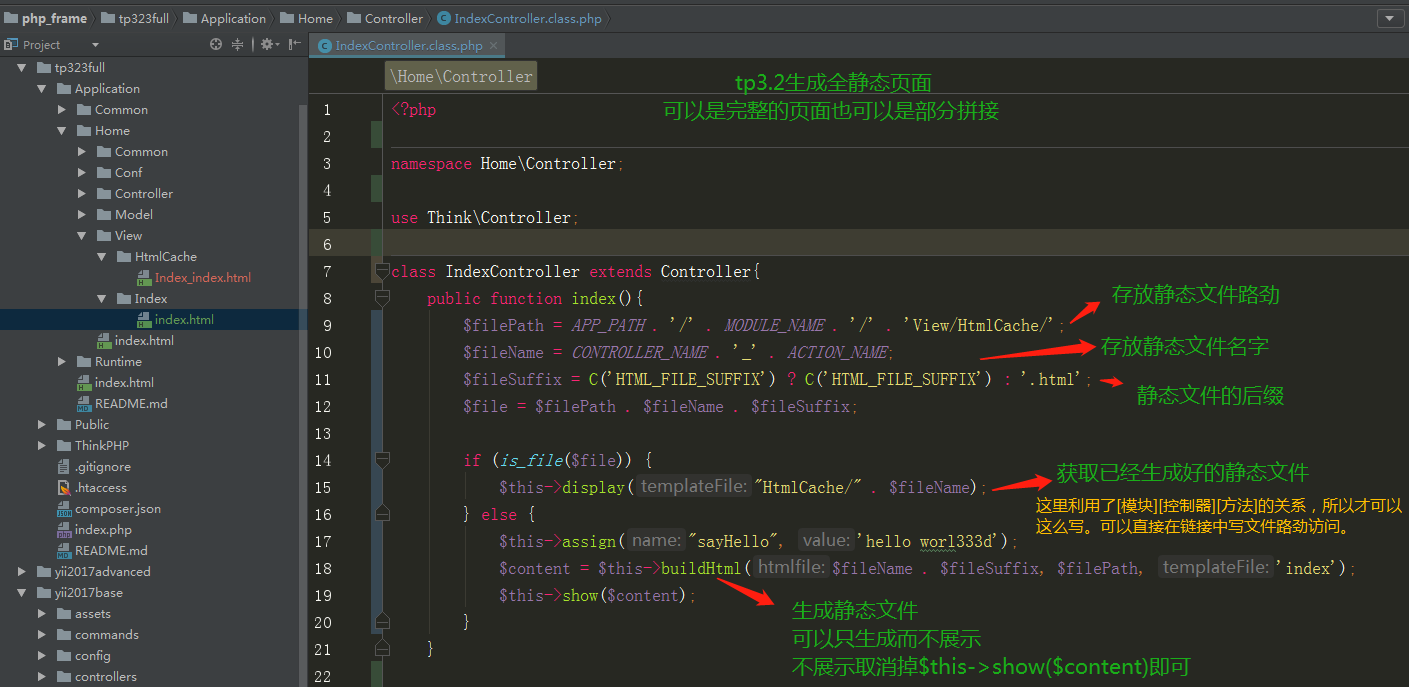 php_frame tp323full Application Home Controller IndexController.class.php
Project IndexController.class.php
tp323full
Application
Common
Home
Common
Conf
Controller
Model
View
HtmlCache
Index_index.html
Index
index.html
index.html
Runtime
index.html
README.md
Public
ThinkPHP
.gitignore
.htaccess
composer.json
index.php
README.md
yii2017advanced
yii2017base
assets
commands
config
controllers
\Home\Controller
tp3.2生成全静态页面
可以是完整的页面也可以是部分拼接
1 <?php
2
3 namespace Home\Controller;
4
5 use Think\Controller;
6
7 class IndexController extends Controller{
8 public function index(){
9 $filePath = APP_PATH . '/' . MODULE_NAME . '/' . 'View/HtmlCache/';
存放静态文件路劲
10 $fileName = CONTROLLER_NAME . '_' . ACTION_NAME;
存放静态文件名字
11 $fileSuffix = C('HTML_FILE_SUFFIX') ? C('HTML_FILE_SUFFIX') : '.html';
静态文件的后缀
12 $file = $filePath . $fileName . $fileSuffix;
13
14 if (is_file($file)) {
15 $this->display( templateFile: "HtmlCache/" . $fileName);
获取已经生成好的静态文件
这里利用了[模块][控制器][方法]的关系，所以才可以
这么写。可以直接在链接中写文件路劲访问。
16 } else {
17 $this->assign( name: "sayHello", value: 'hello worl333d');
18 $content = $this->buildHtml( htmlfile: $fileName . $fileSuffix, $filePath, templateFile: 'index');
19 $this->show($content);
20 }
21 }
22
生成静态文件
可以只生成而不展示
不展示取消掉$this->show($content)即可